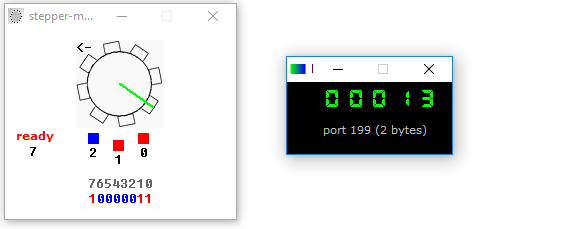 stepper-m...
<-
ready
7
2
1
0
76543210
10000011
00013
port 199 (2 bytes)